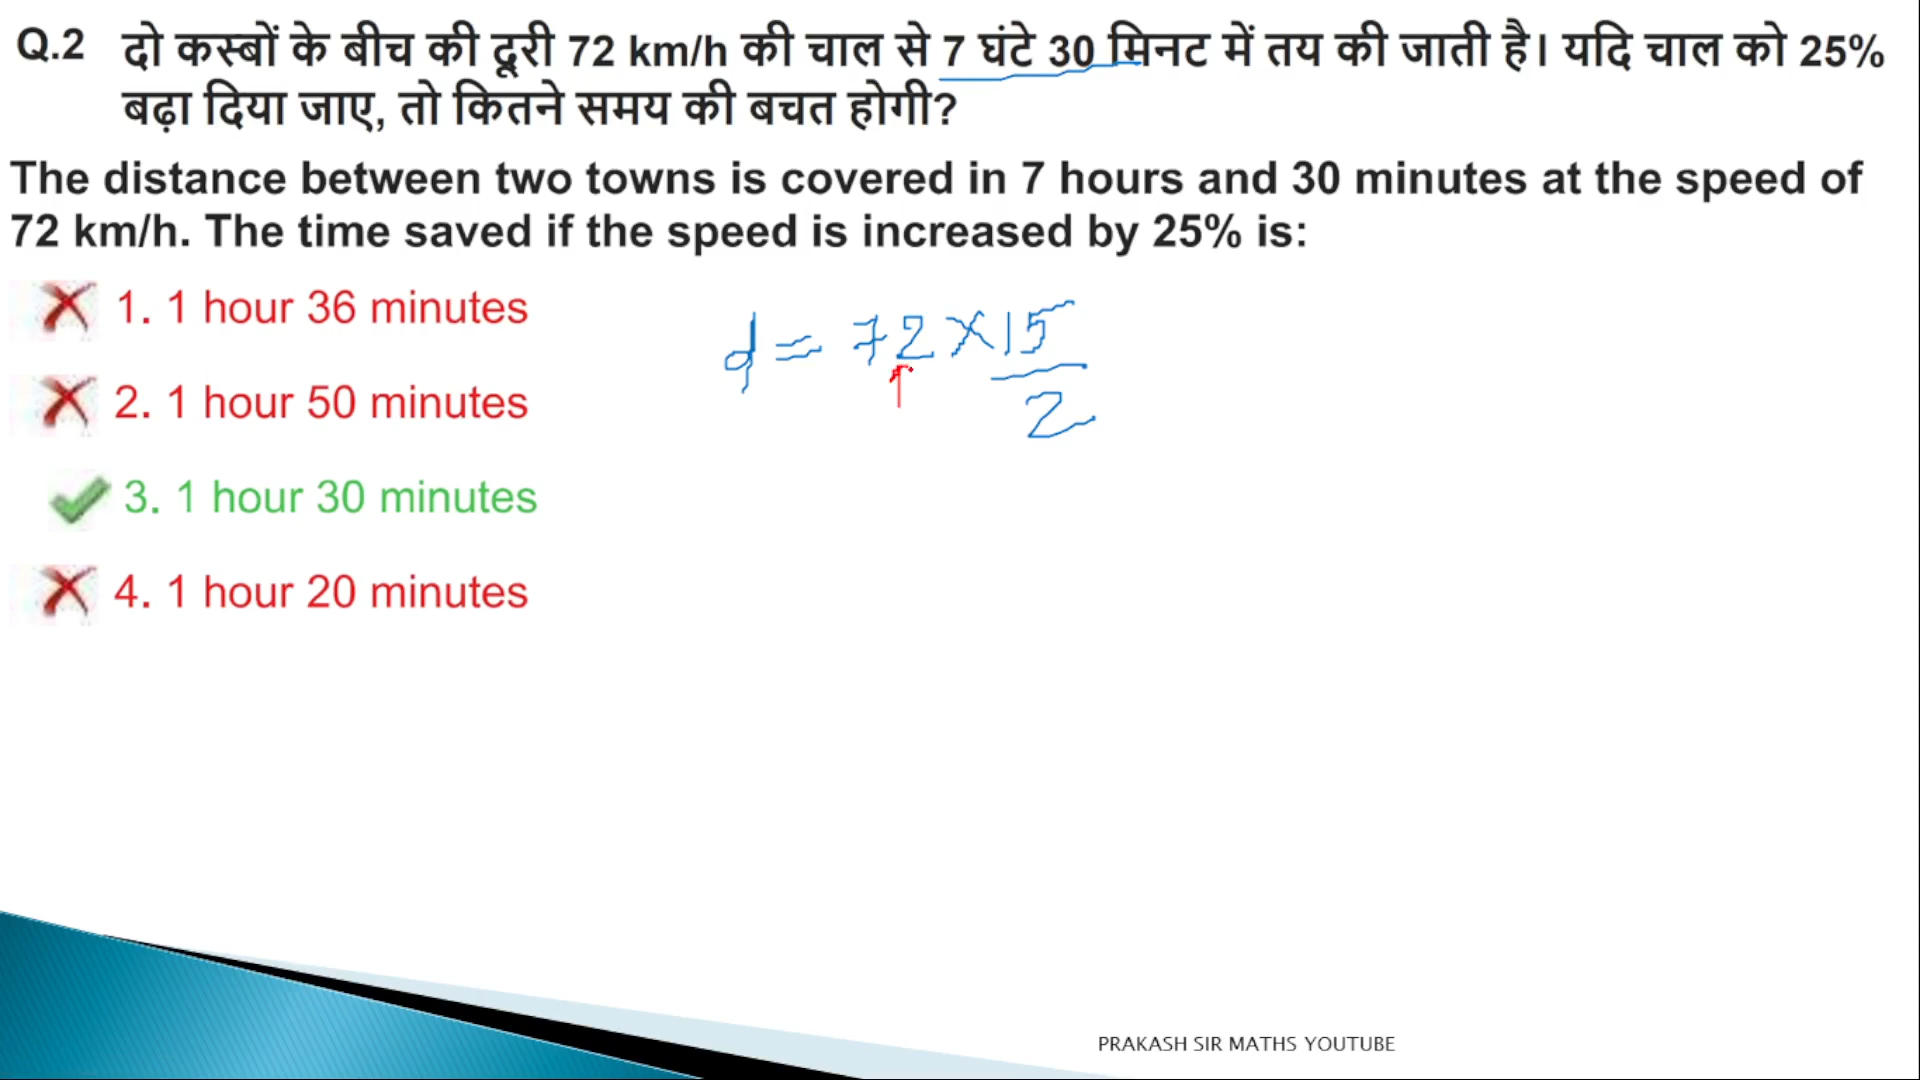 Q.2 दो कस्बों के बीच की दूरी 72 km/h की चाल से 7 घंटे 30 मिनट में तय की जाती है। यदि चाल को 25%
बढ़ा दिया जाए, तो कितने समय की बचत होगी?
The distance between two towns is covered in 7 hours and 30 minutes at the speed of
72 km/h. The time saved if the speed is increased by 25% is:
1. 1 hour 36 minutes
2. 1 hour 50 minutes
3. 1 hour 30 minutes
4. 1 hour 20 minutes
d = 72 × 15
2
PRAKASH SIR MATHS YOUTUBE